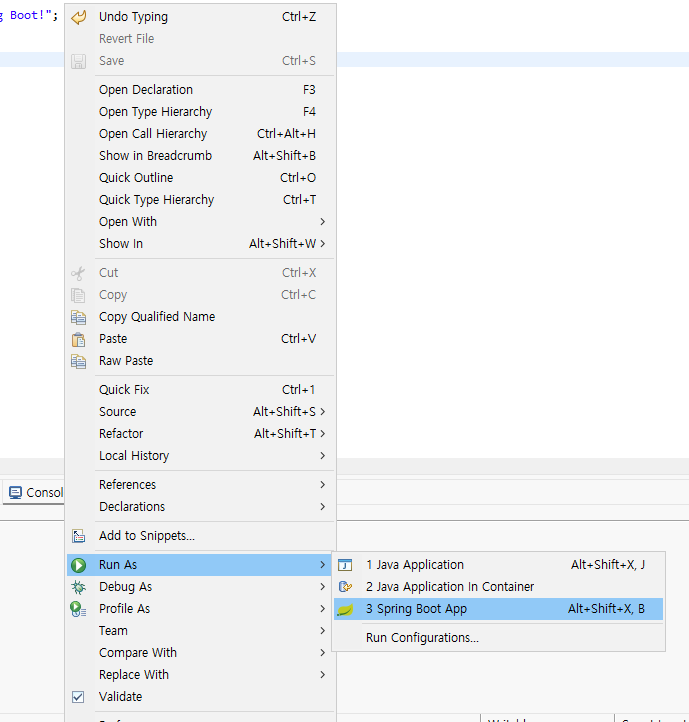 g Boot!";
Undo Typing Ctrl+Z
Revert File
Save Ctrl+S
Open Declaration F3
Open Type Hierarchy F4
Open Call Hierarchy Ctrl+Alt+H
Show in Breadcrumb Alt+Shift+B
Quick Outline Ctrl+O
Quick Type Hierarchy Ctrl+T
Open With >
Show In Alt+Shift+W >
Cut Ctrl+X
Copy Ctrl+C
Copy Qualified Name
Paste Ctrl+V
Raw Paste
Quick Fix Ctrl+1
Source Alt+Shift+S >
Refactor Alt+Shift+T >
Local History >
References >
Declarations >
Consol
Add to Snippets...
Run As >
Debug As >
Profile As >
Team >
Compare With >
Replace With >
Validate
1 Java Application Alt+Shift+X, J
2 Java Application In Container
3 Spring Boot App Alt+Shift+X, B
Run Configurations...